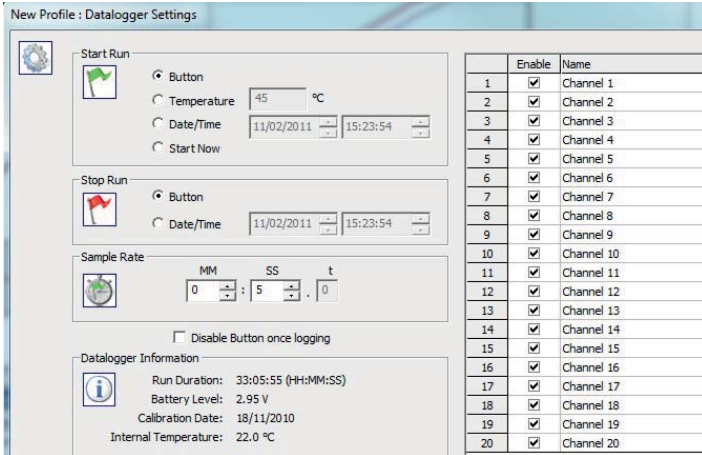 New Profile : Datalogger Settings
Start Run
Button
Temperature 45 °C
Date/Time 11/02/2011 15:23:54
Start Now
Stop Run
Button
Date/Time 11/02/2011 15:23:54
Sample Rate
MM SS t
0 : 5 . 0
Disable Button once logging
Datalogger Information
Run Duration: 33:05:55 (HH:MM:SS)
Battery Level: 2.95 V
Calibration Date: 18/11/2010
Internal Temperature: 22.0 °C
Enable Name
1 Channel 1
2 Channel 2
3 Channel 3
4 Channel 4
5 Channel 5
6 Channel 6
7 Channel 7
8 Channel 8
9 Channel 9
10 Channel 10
11 Channel 11
12 Channel 12
13 Channel 13
14 Channel 14
15 Channel 15
16 Channel 16
17 Channel 17
18 Channel 18
19 Channel 19
20 Channel 20